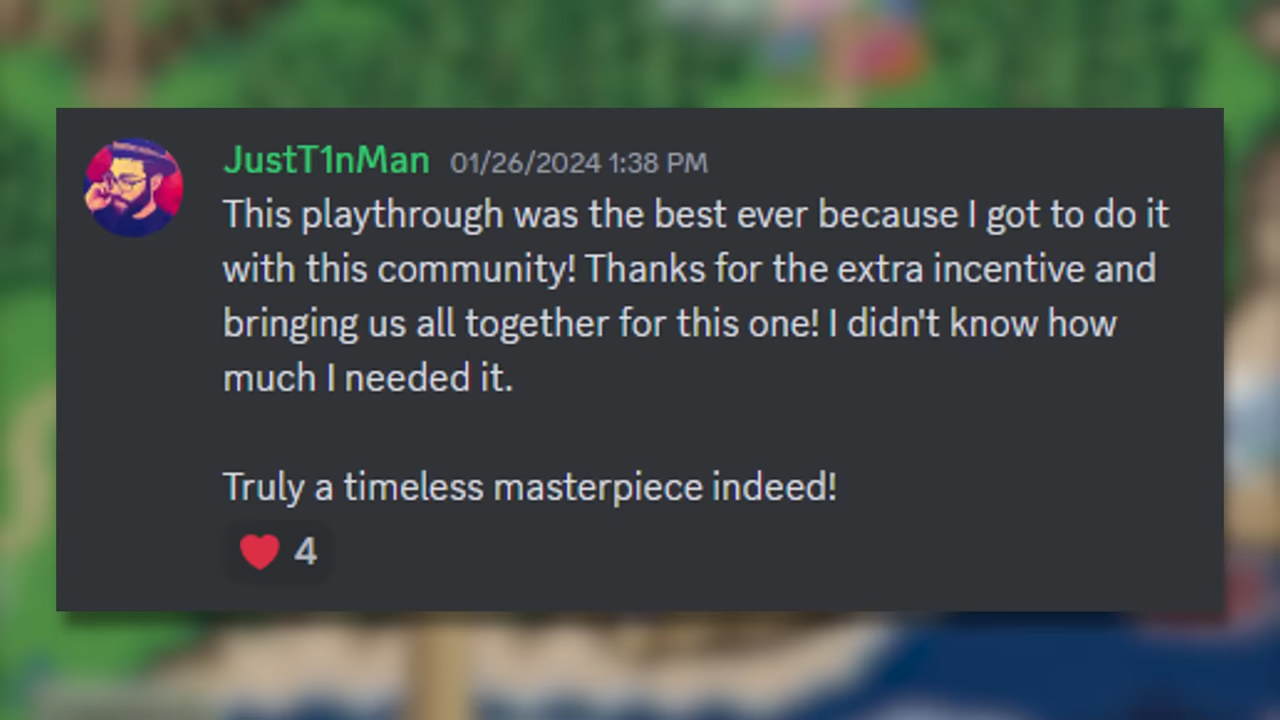 JustT1nMan 01/26/2024 1:38 PM
This playthrough was the best ever because I got to do it
with this community! Thanks for the extra incentive and
bringing us all together for this one! I didn't know how
much I needed it.
Truly a timeless masterpiece indeed!
4